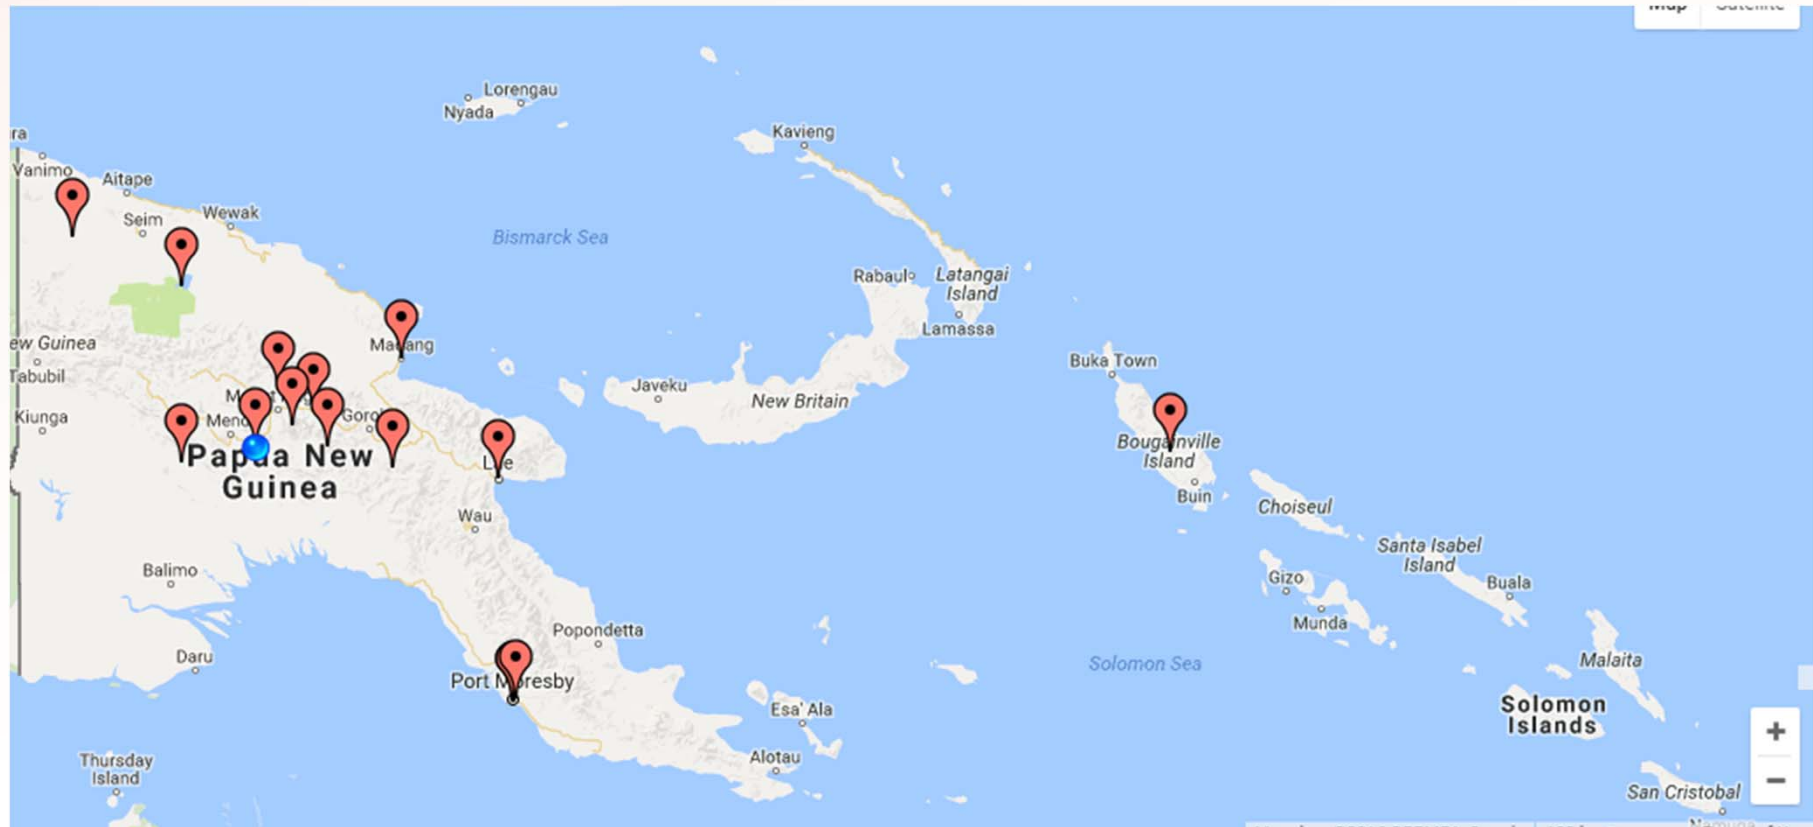 Map Satellite
Lorengau
Nyada
Kavieng
Vanimo
Aitape
Seim
Wewak
Bismarck Sea
Rabaul
Latangai
Island
Lamassa
Madang
ew Guinea
Tabubil
Buka Town
Javeku
New Britain
Kiunga
Mend
Goro
Bougainville
Island
Papua New
Guinea
Lae
Buin
Choiseul
Wau
Santa Isabel
Island
Balimo
Gizo
Buala
Munda
Popondetta
Daru
Solomon Sea
Malaita
Port Moresby
Esa' Ala
Solomon
Islands
Alotau
Thursday
Island
San Cristobal